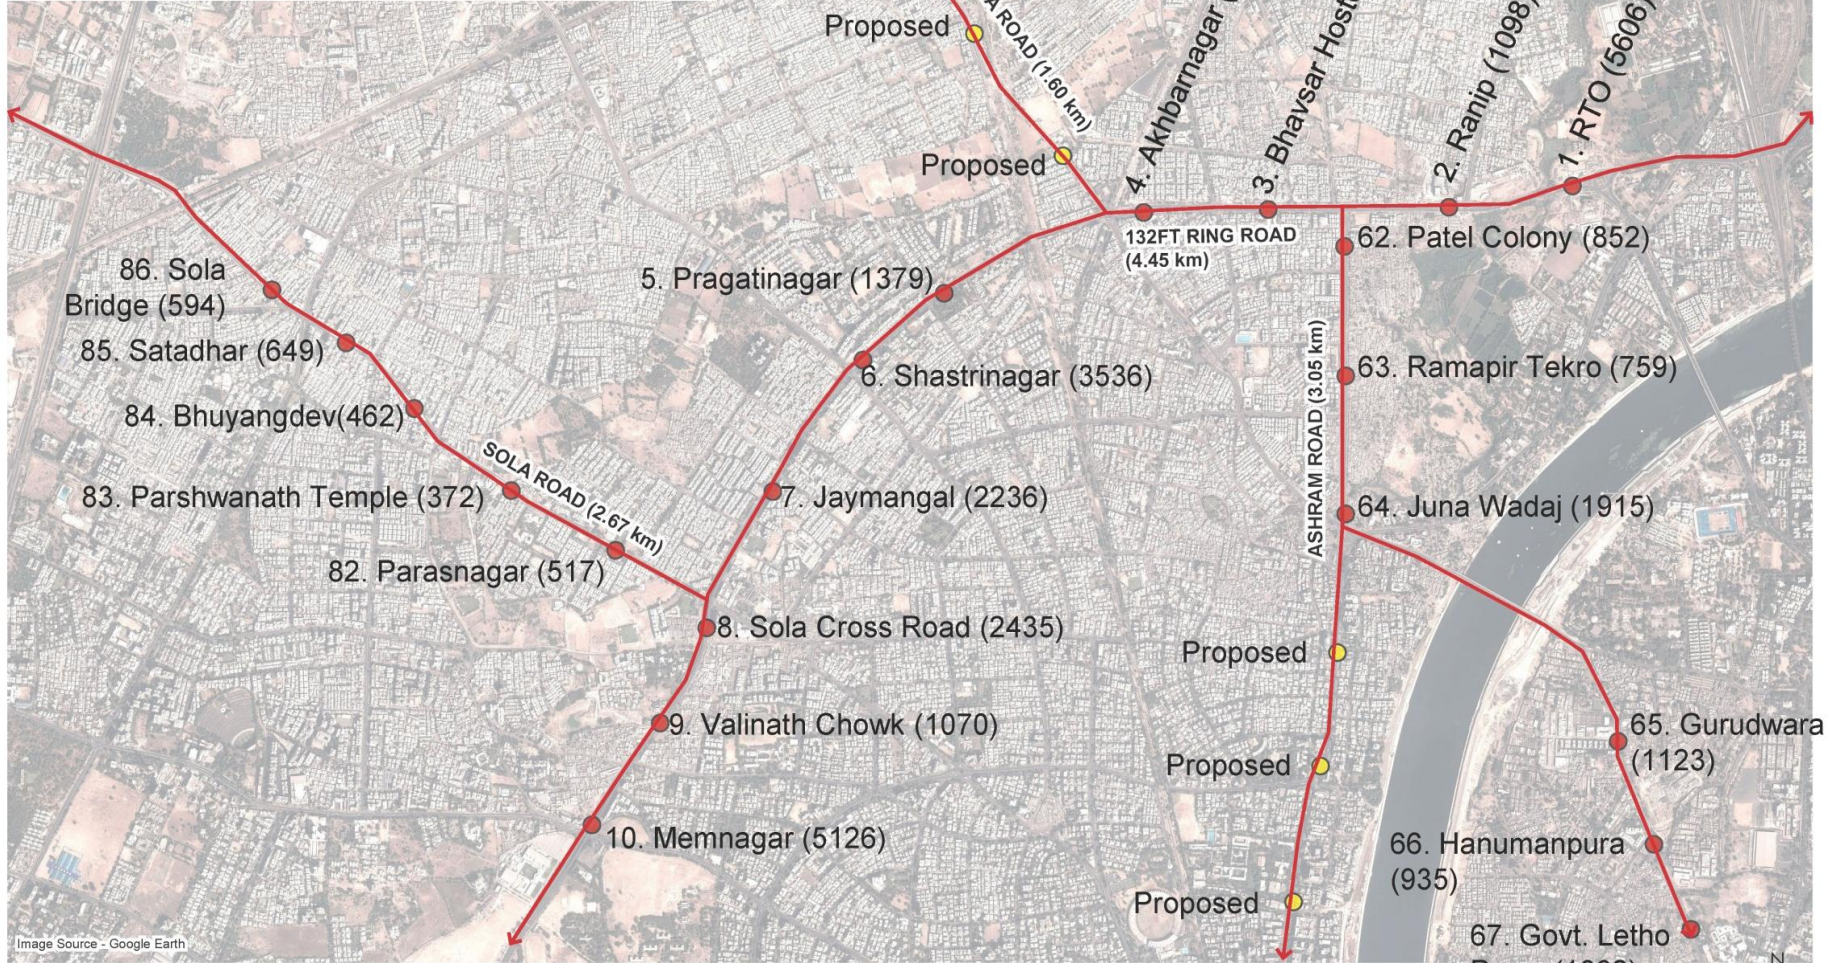 Proposed
A ROAD (1.60 km)
Proposed
4. Akhbarnagar (
3. Bhavsar Host
2. Ranip (1098)
1. RTO (5606)
132FT RING ROAD
(4.45 km)
62. Patel Colony (852)
86. Sola
Bridge (594)
5. Pragatinagar (1379)
85. Satadhar (649)
6. Shastrinagar (3536)
63. Ramapir Tekro (759)
ASHRAM ROAD (3.05 km)
84. Bhuyangdev(462)
SOLA ROAD (2.67 km)
83. Parshwanath Temple (372)
7. Jaymangal (2236)
64. Juna Wadaj (1915)
82. Parasnagar (517)
8. Sola Cross Road (2435)
Proposed
9. Valinath Chowk (1070)
65. Gurudwara
(1123)
Proposed
10. Memnagar (5126)
66. Hanumanpura
(935)
Proposed
67. Govt. Letho
Image Source - Google Earth